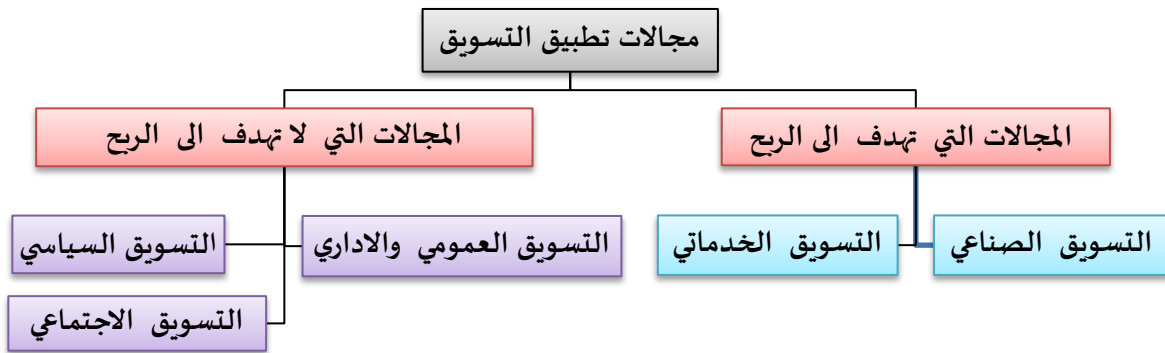 مجالات تطبيق التسويق
المجالات التي تهدف الى الربح
المجالات التي لا تهدف الى الربح
التسويق الصناعي
التسويق الخدماتي
التسويق العمومي والاداري
التسويق السياسي
التسويق الاجتماعي